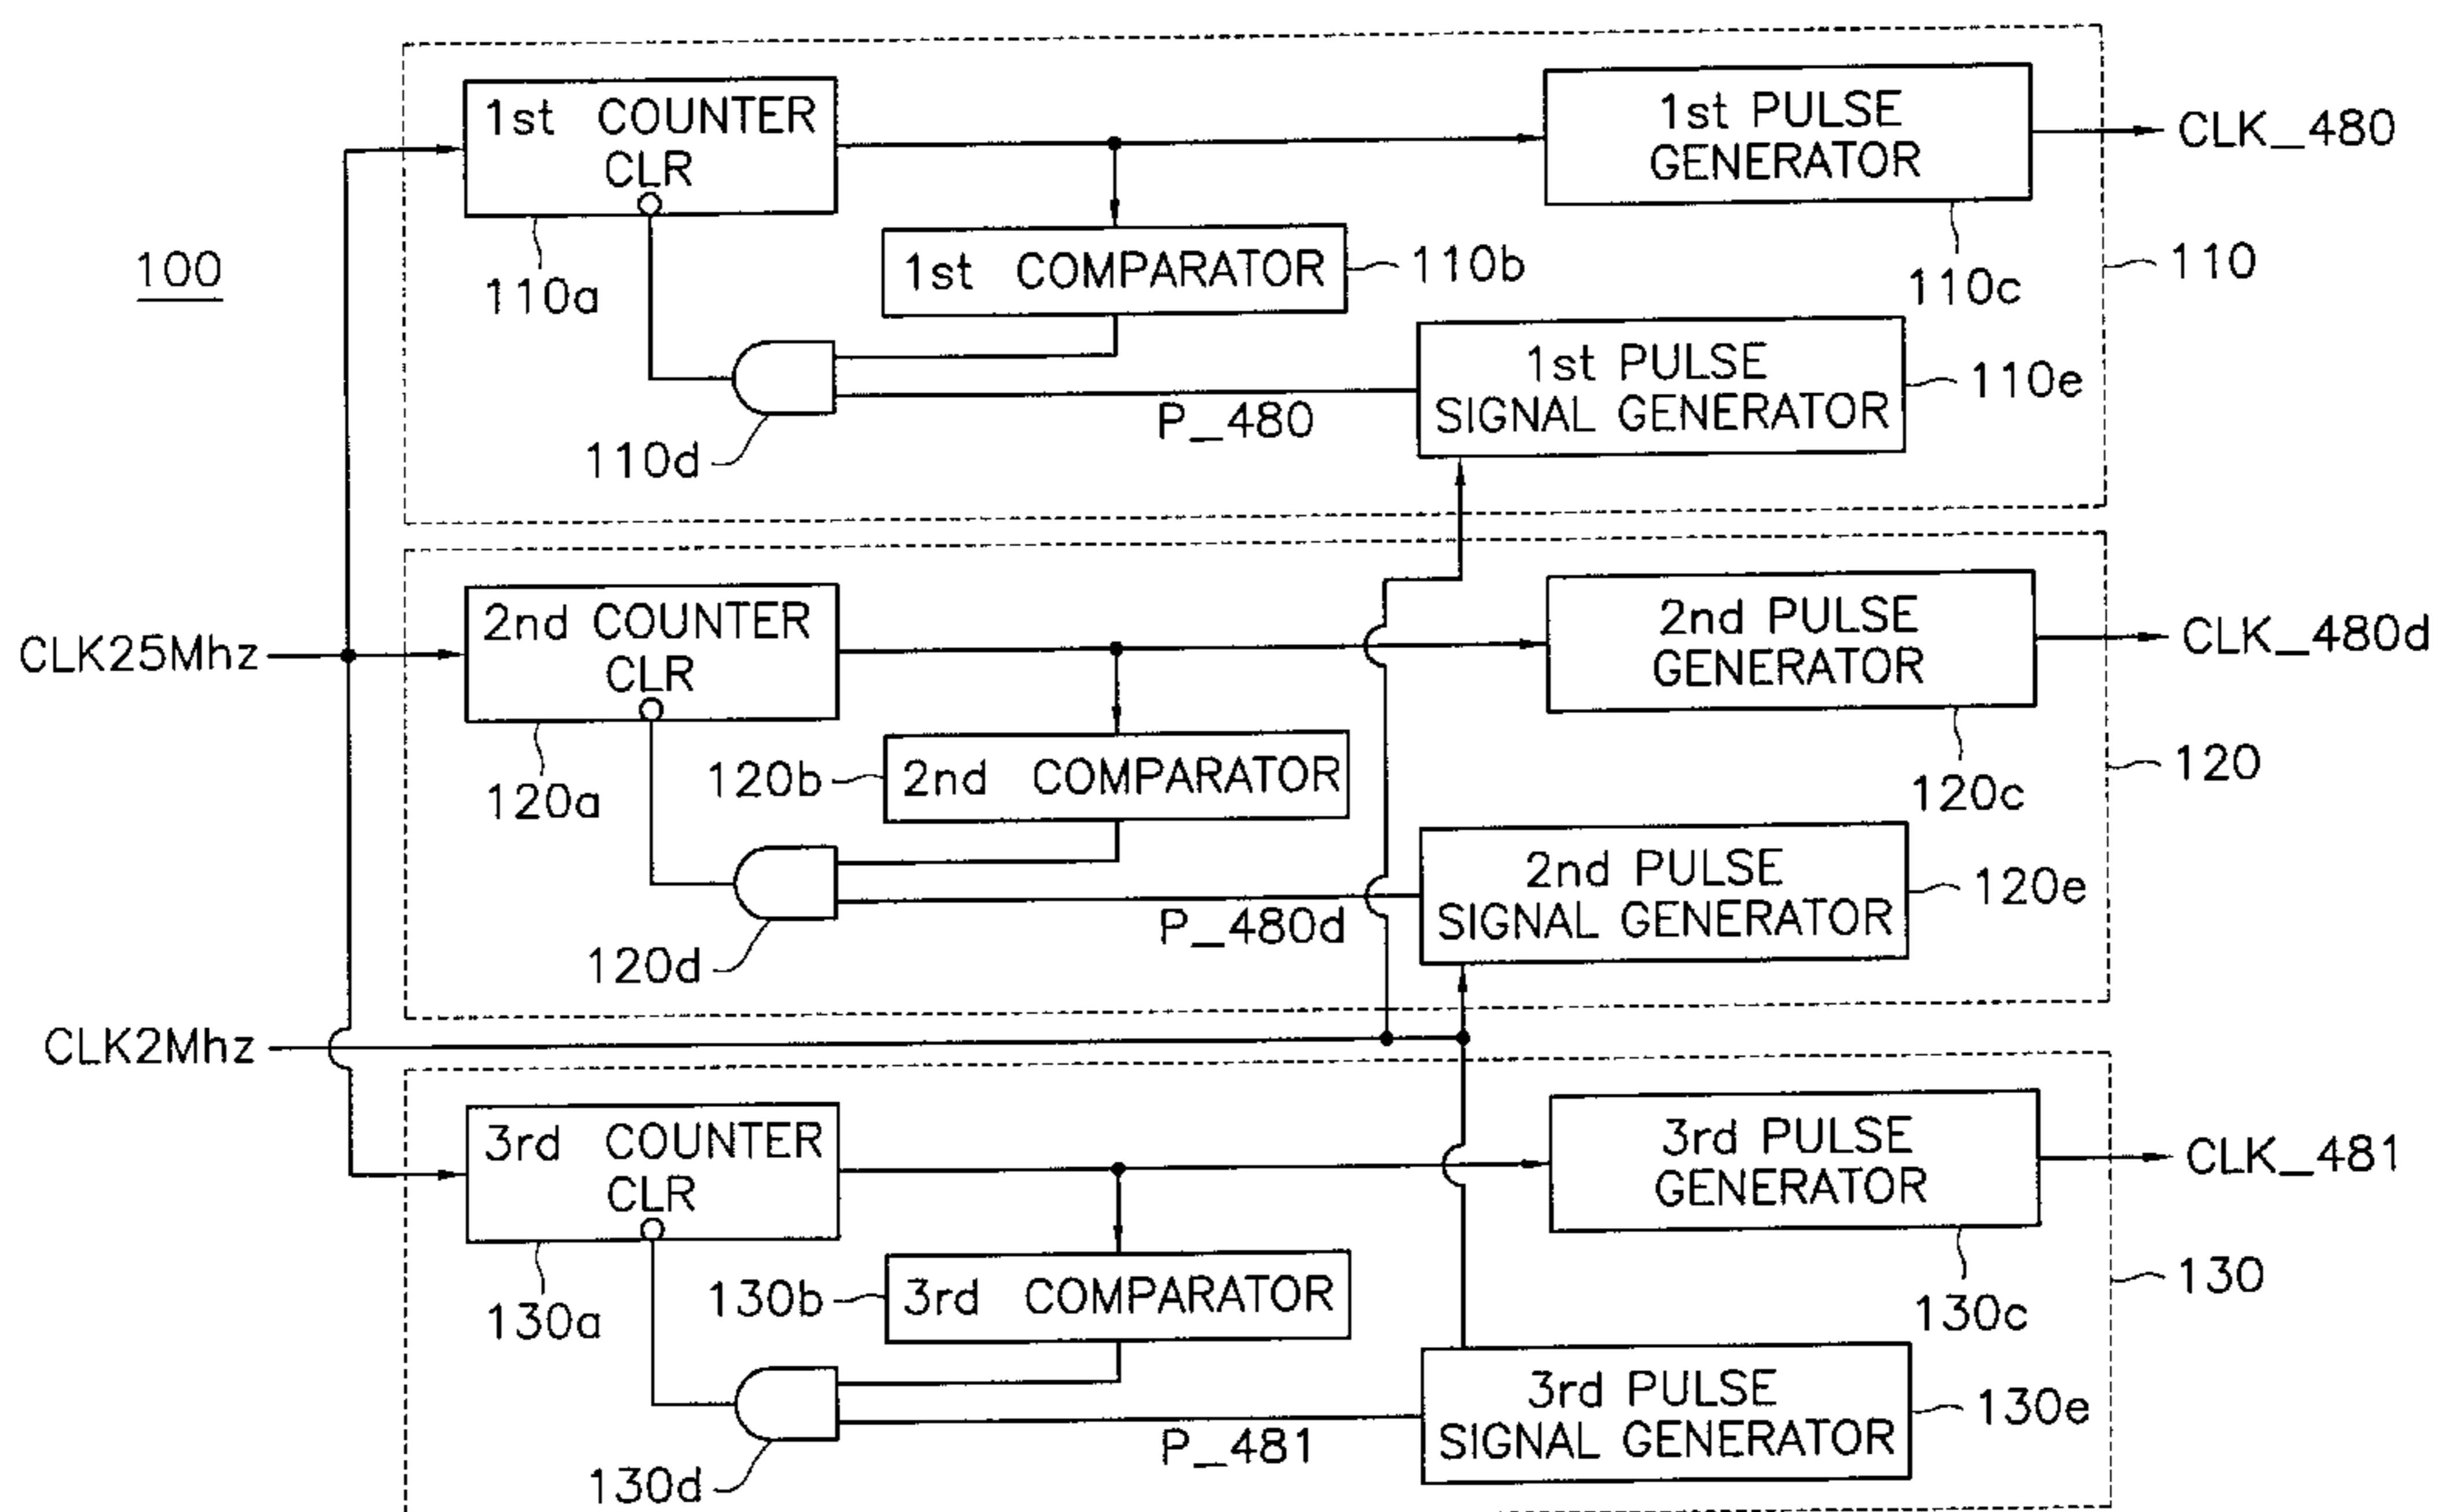 100
1st COUNTER
CLR
110a
1st COMPARATOR
110b
1st PULSE
GENERATOR
110c
CLK_480
110
110d
P_480
1st PULSE
SIGNAL GENERATOR
110e
CLK25Mhz
2nd COUNTER
CLR
120a
120b
2nd COMPARATOR
2nd PULSE
GENERATOR
120c
CLK_480d
120
120d
P_480d
2nd PULSE
SIGNAL GENERATOR
120e
CLK2Mhz
3rd COUNTER
CLR
130a
130b
3rd COMPARATOR
3rd PULSE
GENERATOR
130c
CLK_481
130
130d
P_481
3rd PULSE
SIGNAL GENERATOR
130e